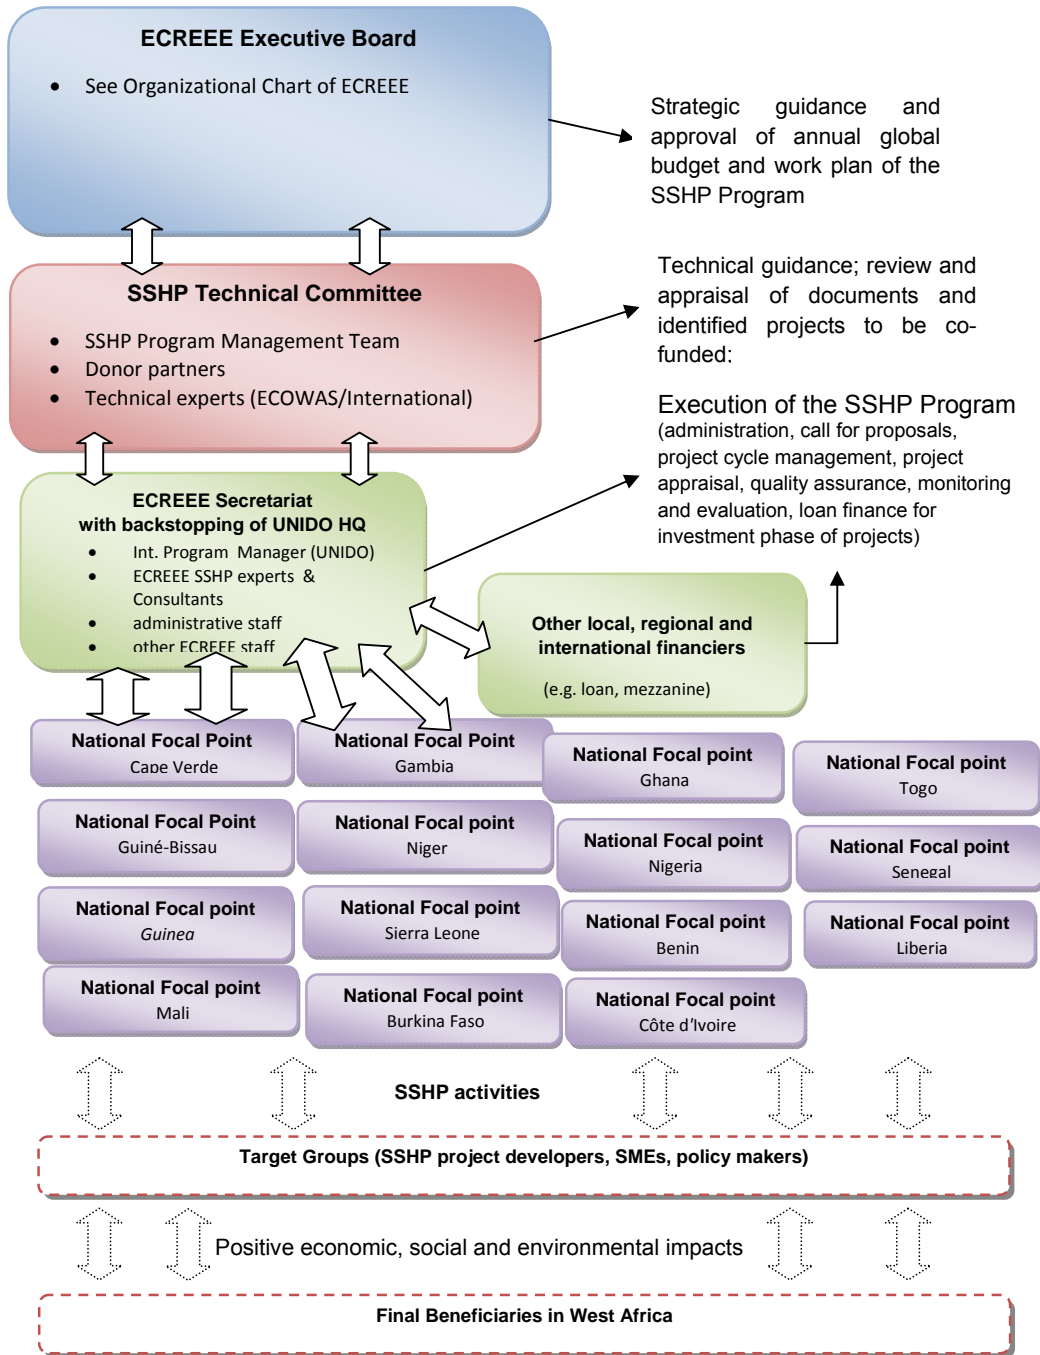 ECREEE Executive Board
• See Organizational Chart of ECREEE
Strategic guidance and
approval of annual global
budget and work plan of the
SSHP Program
SSHP Technical Committee
• SSHP Program Management Team
• Donor partners
• Technical experts (ECOWAS/International)
Technical guidance; review and
appraisal of documents and
identified projects to be co-
funded;
Execution of the SSHP Program
(administration, call for proposals,
project cycle management, project
appraisal, quality assurance, monitoring
and evaluation, loan finance for
investment phase of projects)
ECREEE Secretariat
with backstopping of UNIDO HQ
• Int. Program Manager (UNIDO)
• ECREEE SSHP experts &
Consultants
• administrative staff
• other ECREEE staff
Other local, regional and
international financiers
(e.g. loan, mezzanine)
National Focal Point
Cape Verde
National Focal Point
Gambia
National Focal point
Ghana
National Focal point
Togo
National Focal Point
Guiné-Bissau
National Focal point
Niger
National Focal point
Nigeria
National Focal point
Senegal
National Focal point
Guinea
National Focal point
Sierra Leone
National Focal point
Benin
National Focal point
Liberia
National Focal point
Mali
National Focal point
Burkina Faso
National Focal point
Côte d'Ivoire
SSHP activities
Target Groups (SSHP project developers, SMEs, policy makers)
Positive economic, social and environmental impacts
Final Beneficiaries in West Africa